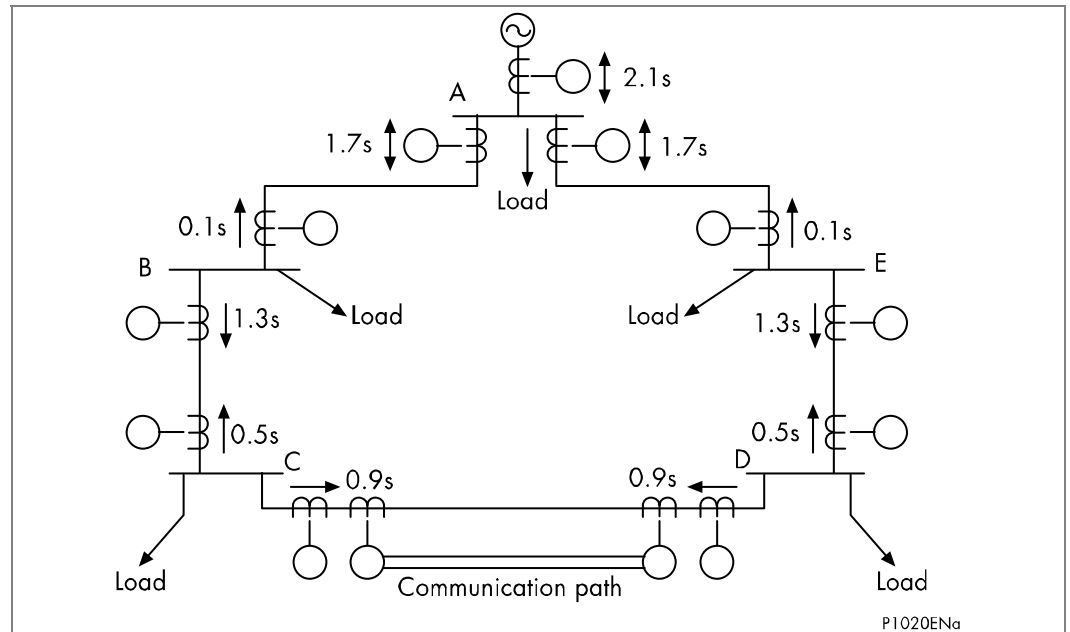 2.1s
A
1.7s
1.7s
Load
0.1s
0.1s
B
E
Load
Load
1.3s
1.3s
0.5s
0.5s
C
D
0.9s
0.9s
Load
Communication path
Load
P1020ENa